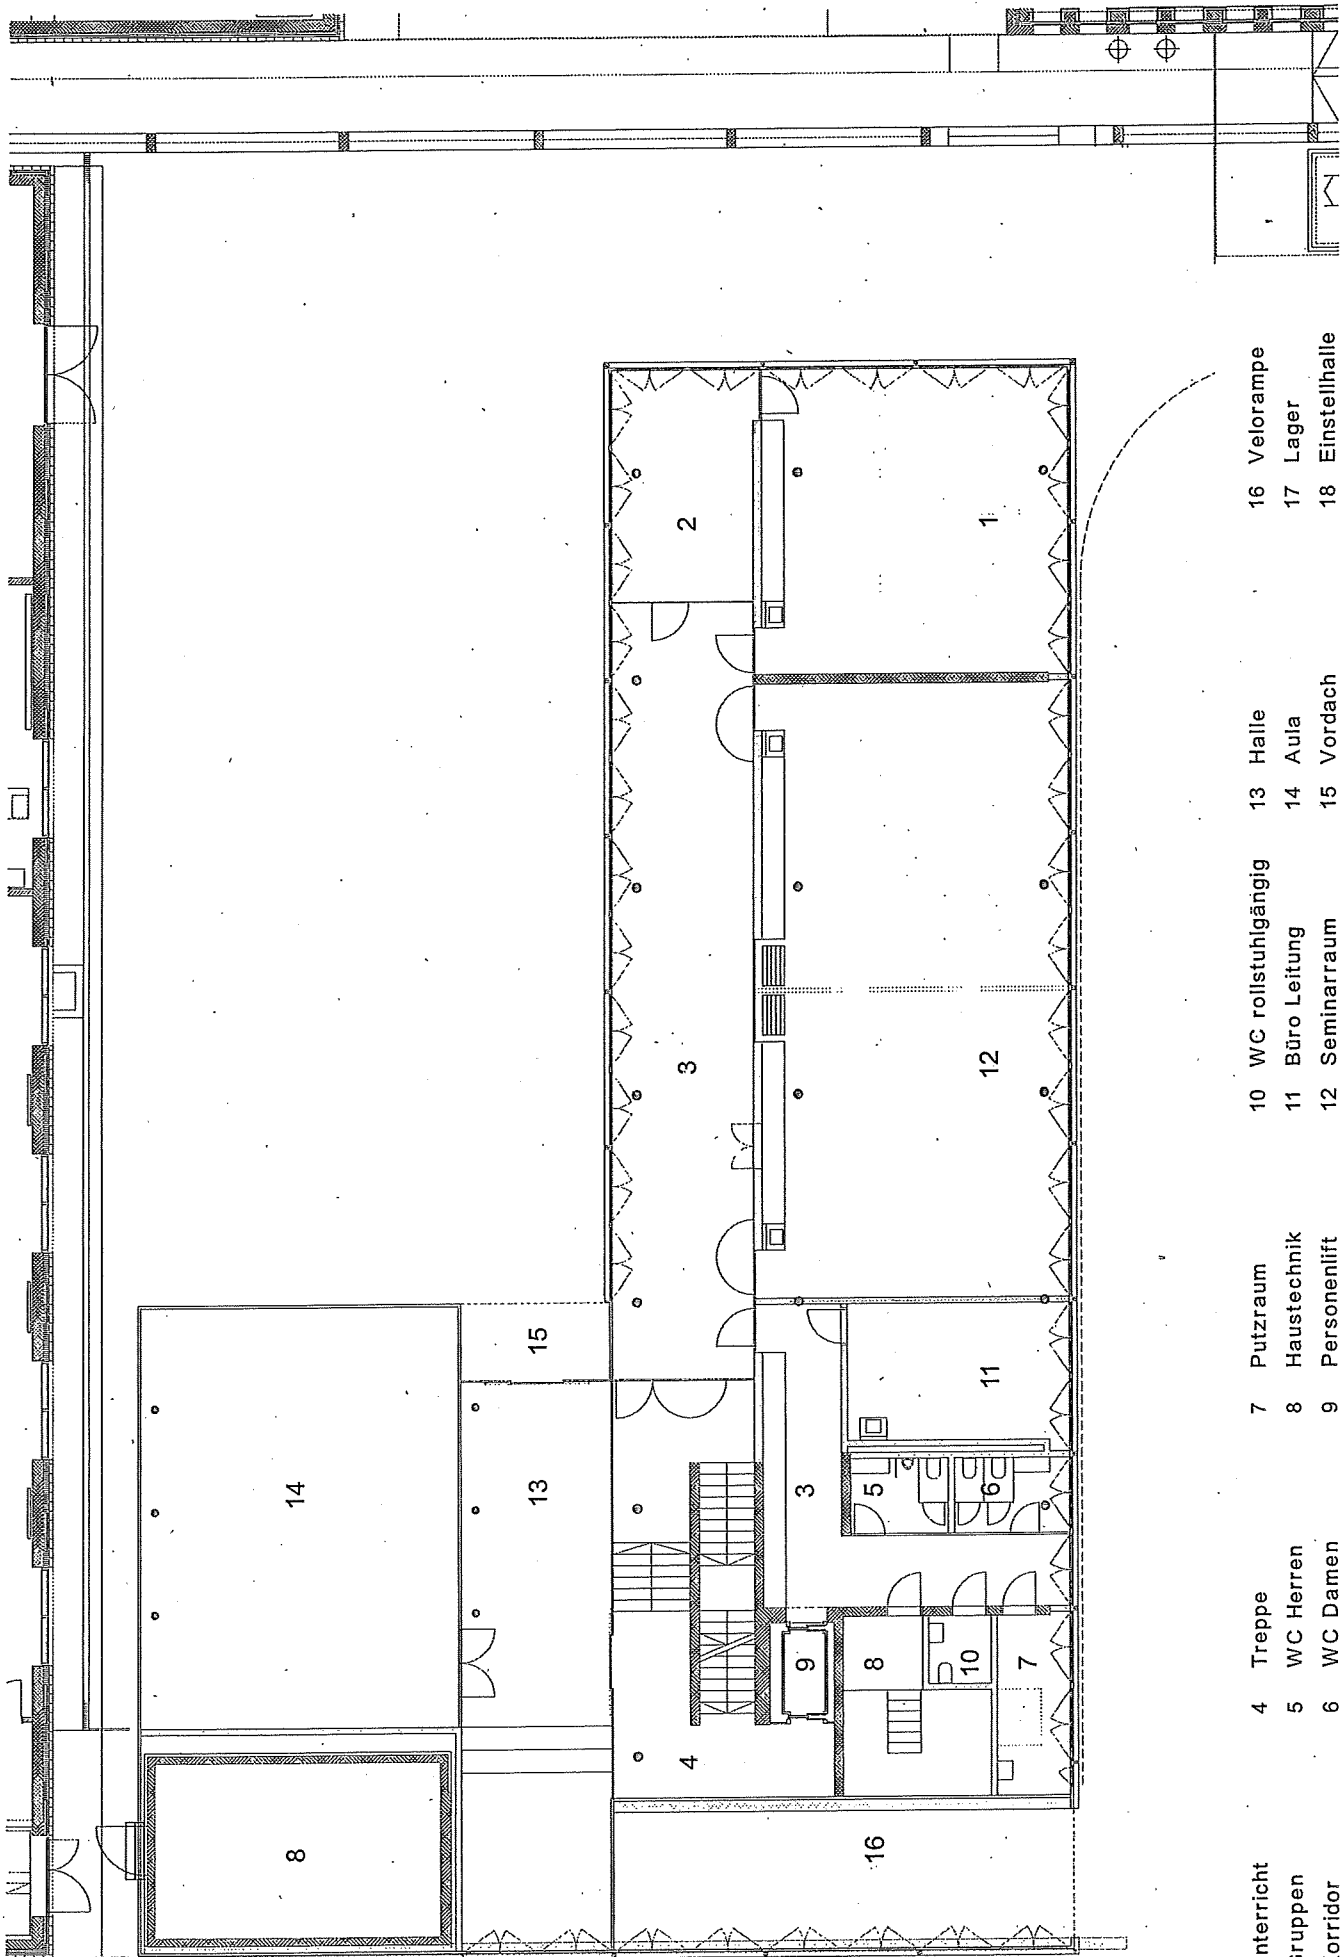 8 14
13 15
4 3 2
9 3
16 8 5
10 6 11 12 1
7
nterricht 4 Treppe 7 Putzraum 10 WC rollstuhlgängig 13 Halle 16 Velorampe
ruppen 5 WC Herren 8 Haustechnik 11 Büro Leitung 14 Aula 17 Lager
orridor 6 WC Damen 9 Personenlift 12 Seminarraum 15 Vordach 18 Einstellhalle